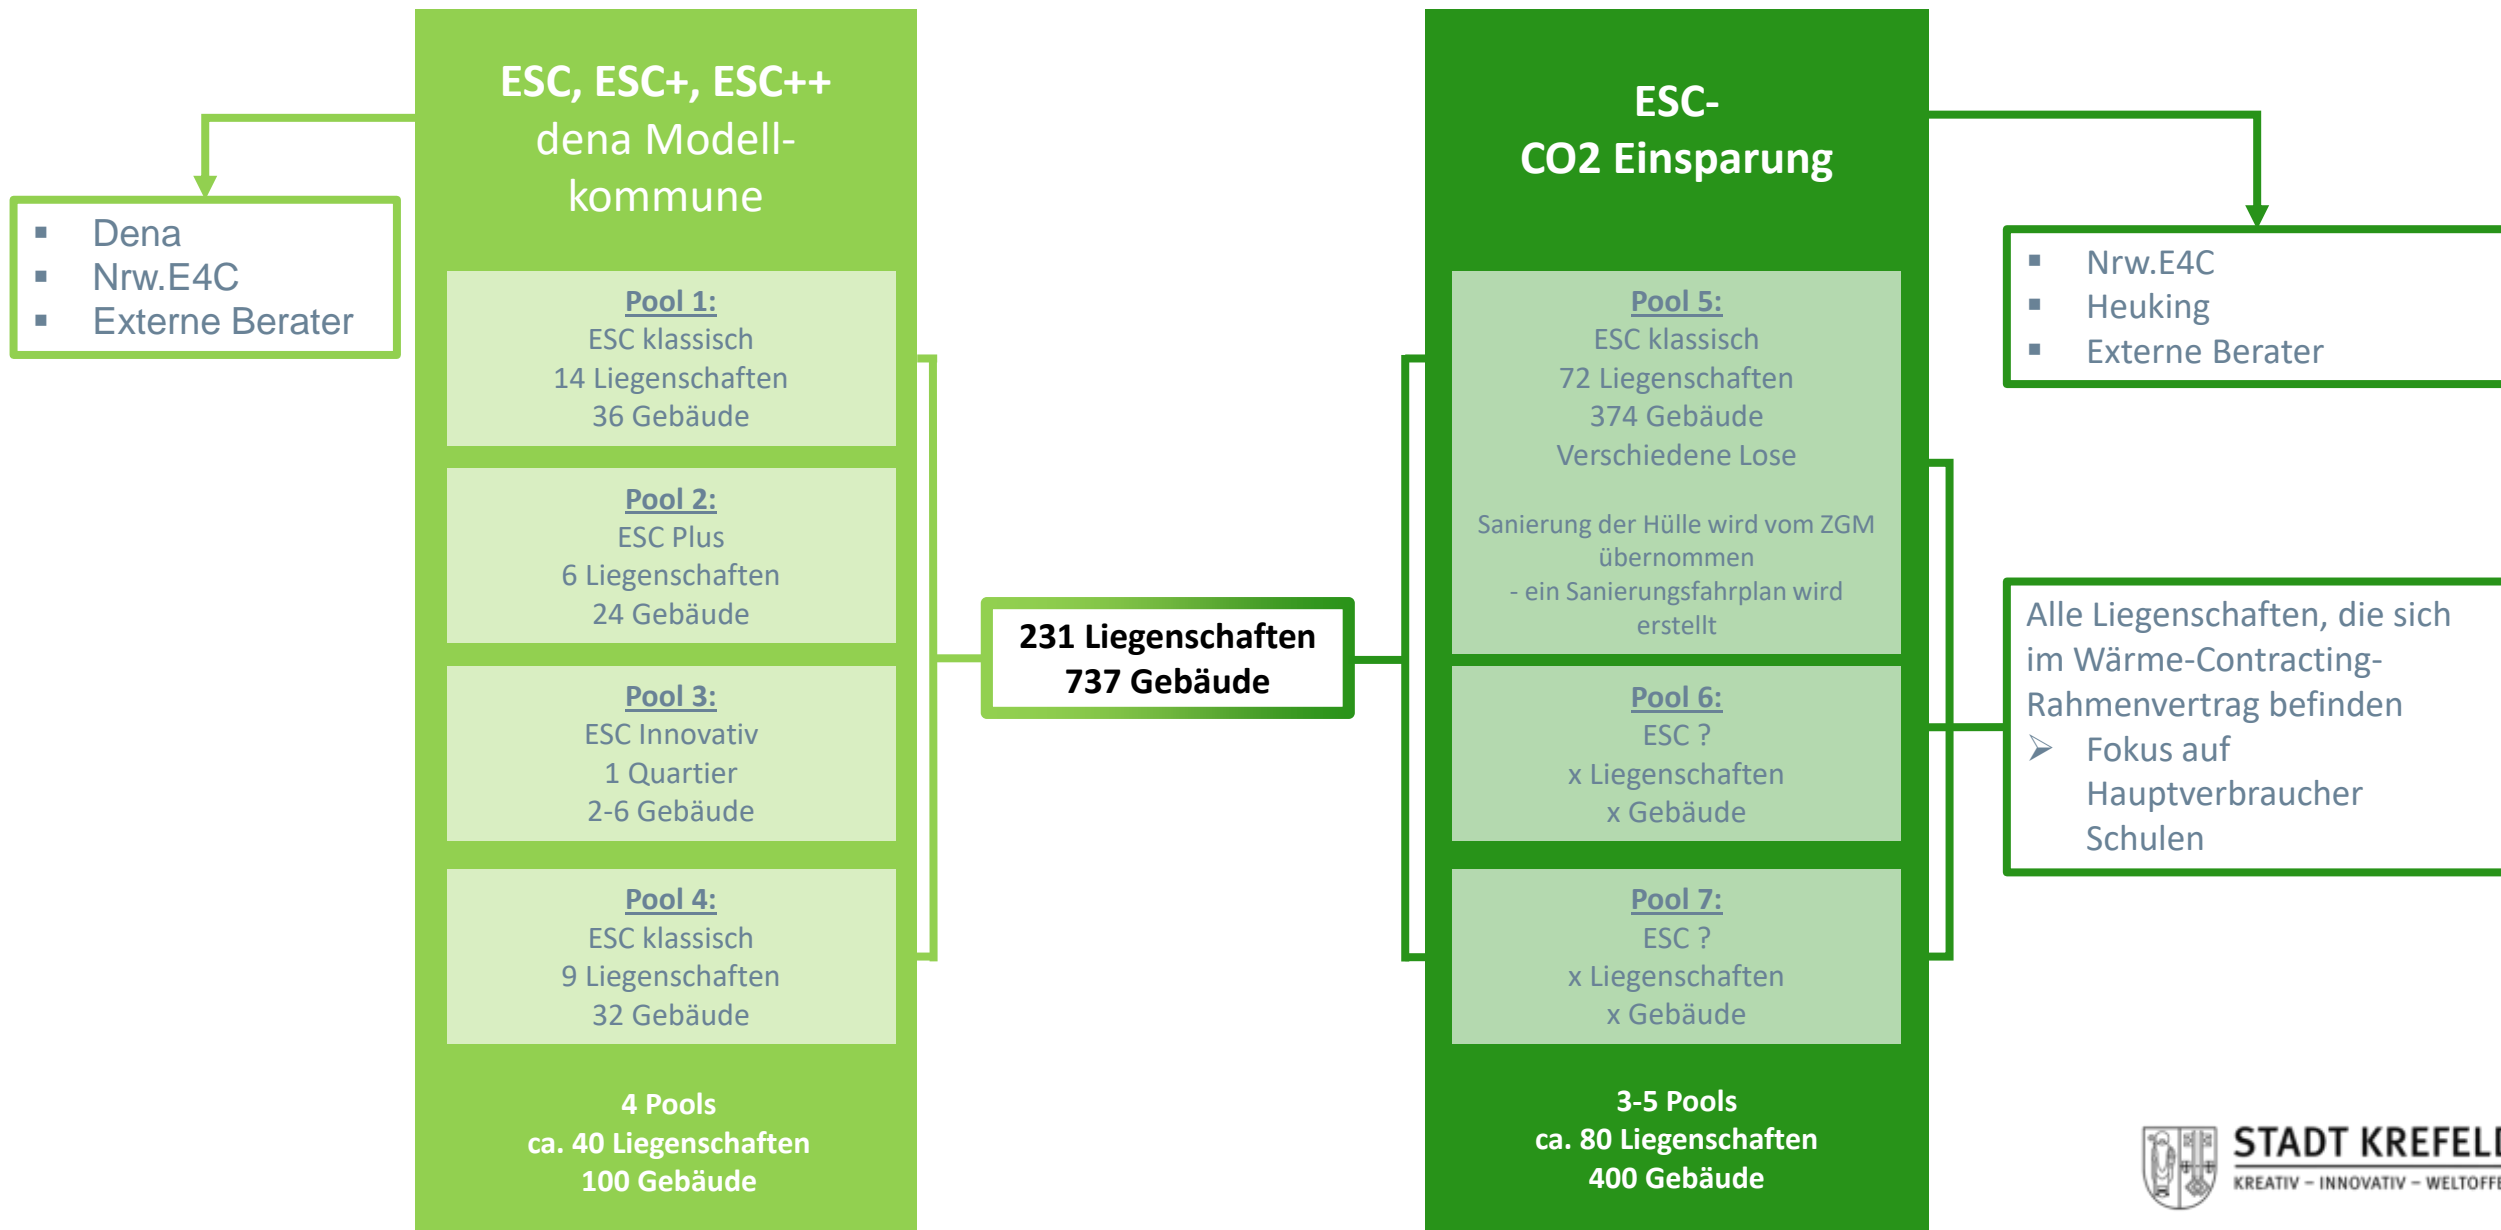 ESC, ESC+, ESC++
dena Modell-
kommune
▪ Dena
▪ Nrw.E4C
▪ Externe Berater
Pool 1:
ESC klassisch
14 Liegenschaften
36 Gebäude
Pool 2:
ESC Plus
6 Liegenschaften
24 Gebäude
Pool 3:
ESC Innovativ
1 Quartier
2-6 Gebäude
Pool 4:
ESC klassisch
9 Liegenschaften
32 Gebäude
4 Pools
ca. 40 Liegenschaften
100 Gebäude
231 Liegenschaften
737 Gebäude
ESC-
CO2 Einsparung
Pool 5:
ESC klassisch
72 Liegenschaften
374 Gebäude
Verschiedene Lose
Sanierung der Hülle wird vom ZGM
übernommen
- ein Sanierungsfahrplan wird
erstellt
Pool 6:
ESC ?
x Liegenschaften
x Gebäude
Pool 7:
ESC ?
x Liegenschaften
x Gebäude
3-5 Pools
ca. 80 Liegenschaften
400 Gebäude
▪ Nrw.E4C
▪ Heuking
▪ Externe Berater
Alle Liegenschaften, die sich
im Wärme-Contracting-
Rahmenvertrag befinden
➢ Fokus auf
Hauptverbraucher
Schulen
STADT KREFELD
KREATIV – INNOVATIV – WELTOFFE